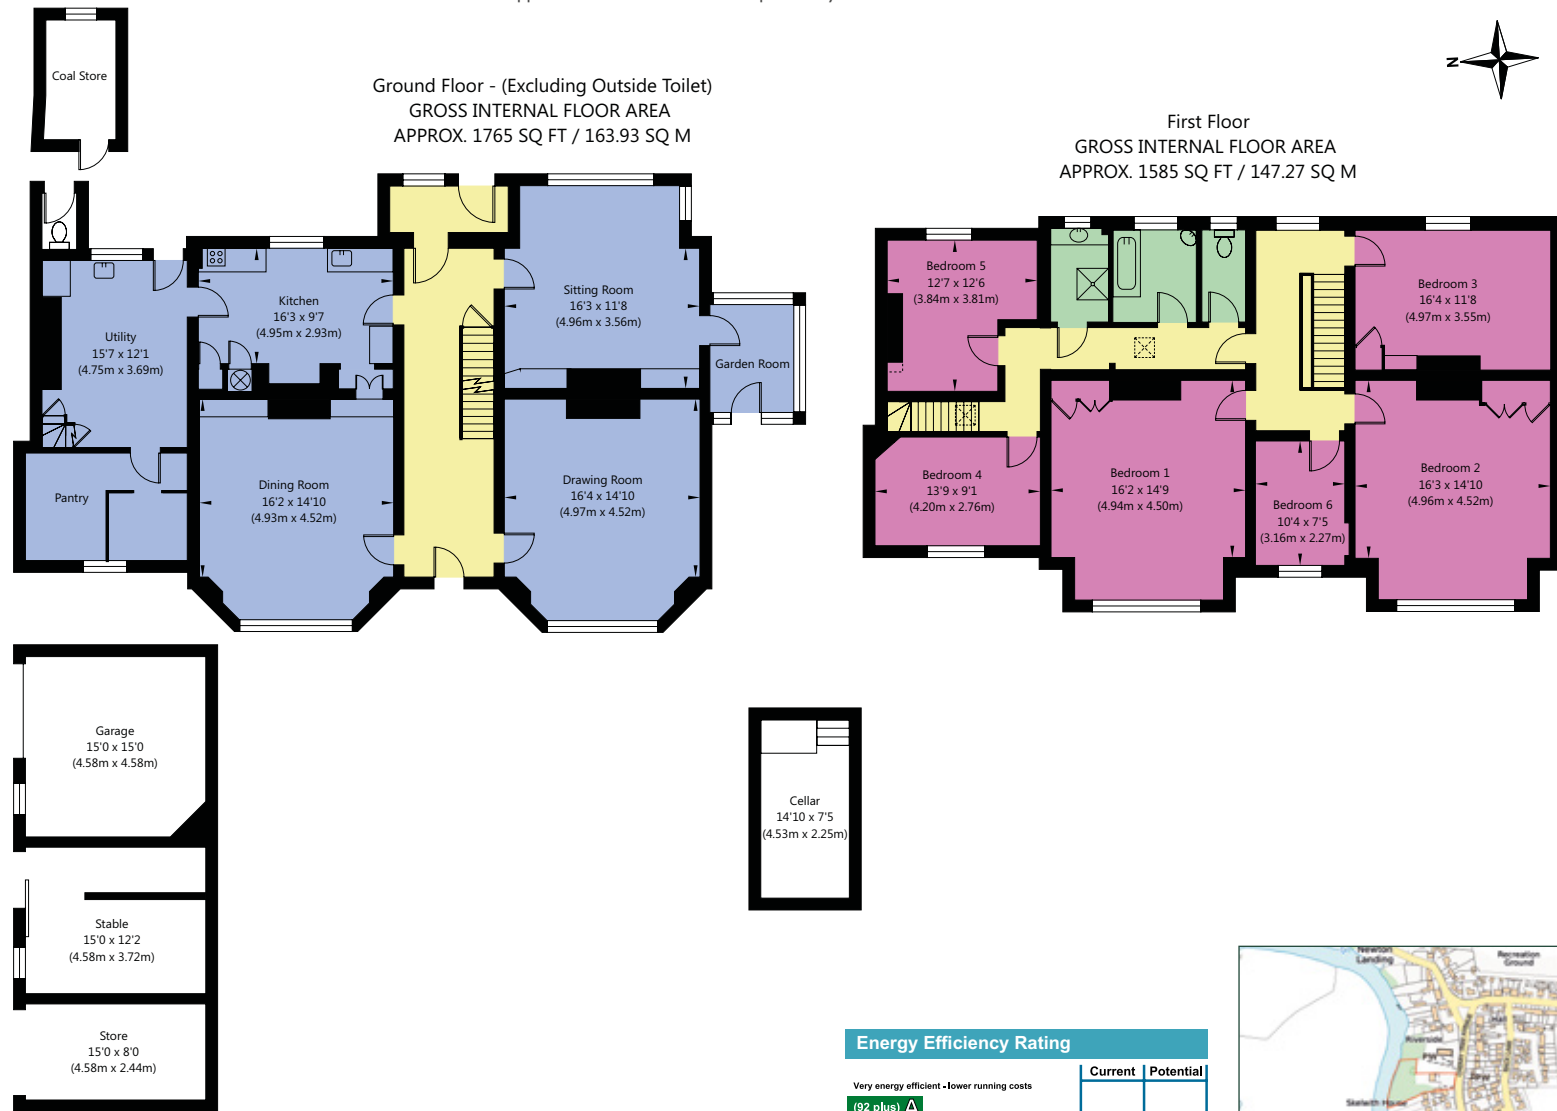 Coal Store
Ground Floor - (Excluding Outside Toilet)
GROSS INTERNAL FLOOR AREA
APPROX. 1765 SQ FT / 163.93 SQ M
N
First Floor
GROSS INTERNAL FLOOR AREA
APPROX. 1585 SQ FT / 147.27 SQ M
Utility
15'7 x 12'1
(4.75m x 3.69m)
Kitchen
16'3 x 9'7
(4.95m x 2.93m)
Sitting Room
16'3 x 11'8
(4.96m x 3.56m)
Garden Room
Pantry
Dining Room
16'2 x 14'10
(4.93m x 4.52m)
Drawing Room
16'4 x 14'10
(4.97m x 4.52m)
Bedroom 5
12'7 x 12'6
(3.84m x 3.81m)
Bedroom 3
16'4 x 11'8
(4.97m x 3.55m)
Bedroom 4
13'9 x 9'1
(4.20m x 2.76m)
Bedroom 1
16'2 x 14'9
(4.94m x 4.50m)
Bedroom 6
10'4 x 7'5
(3.16m x 2.27m)
Bedroom 2
16'3 x 14'10
(4.96m x 4.52m)
Garage
15'0 x 15'0
(4.58m x 4.58m)
Cellar
14'10 x 7'5
(4.53m x 2.25m)
Stable
15'0 x 12'2
(4.58m x 3.72m)
Store
15'0 x 8'0
(4.58m x 2.44m)
Energy Efficiency Rating
Current Potential
Very energy efficient - lower running costs
(92 plus) A
Newton
Landing
Recreation
Ground
Riverside
Hall